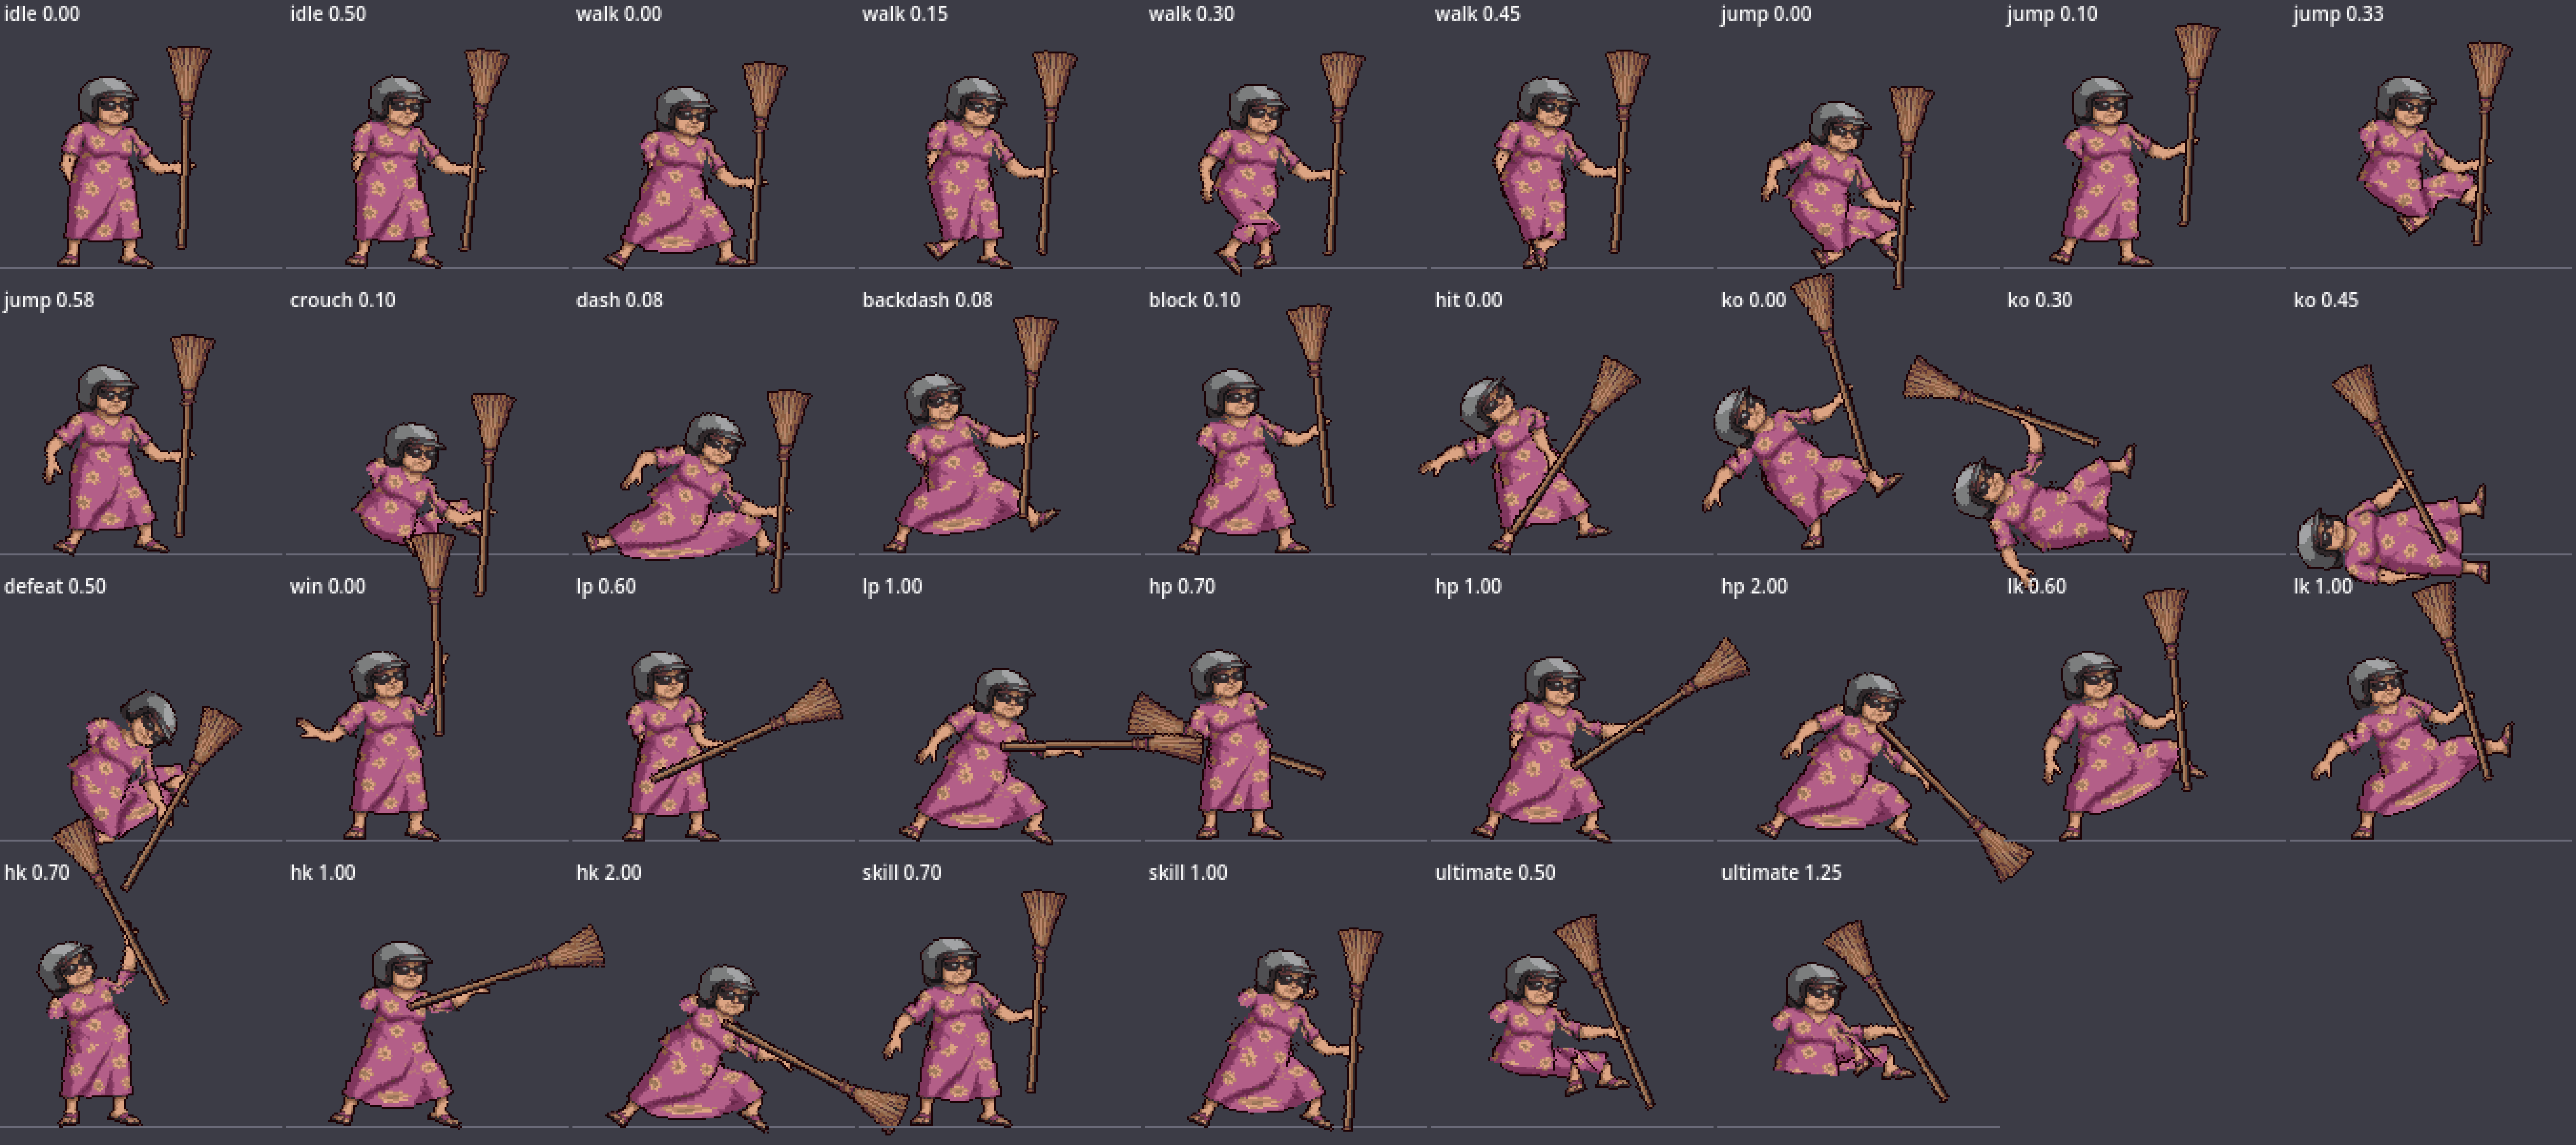 idle 0.00 idle 0.50 walk 0.00 walk 0.15 walk 0.30 walk 0.45 jump 0.00 jump 0.10 jump 0.33
jump 0.58 crouch 0.10 dash 0.08 backdash 0.08 block 0.10 hit 0.00 ko 0.00 ko 0.30 ko 0.45
defeat 0.50 win 0.00 lp 0.60 lp 1.00 hp 0.70 hp 1.00 hp 2.00 lk 0.60 lk 1.00
hk 0.70 hk 1.00 hk 2.00 skill 0.70 skill 1.00 ultimate 0.50 ultimate 1.25